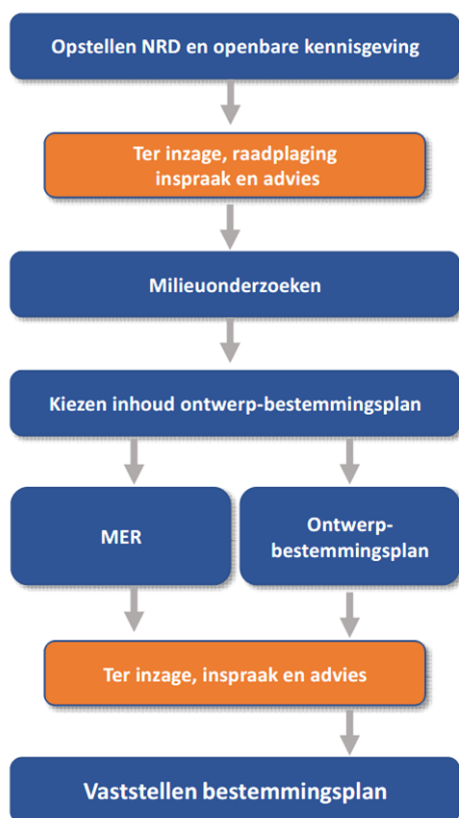 Opstellen NRD en openbare kennisgeving
Ter inzage, raadplaging
inspraak en advies
Milieuonderzoeken
Kiezen inhoud ontwerp-bestemmingsplan
MER
Ontwerp-
bestemmingsplan
Ter inzage, inspraak en advies
Vaststellen bestemmingsplan